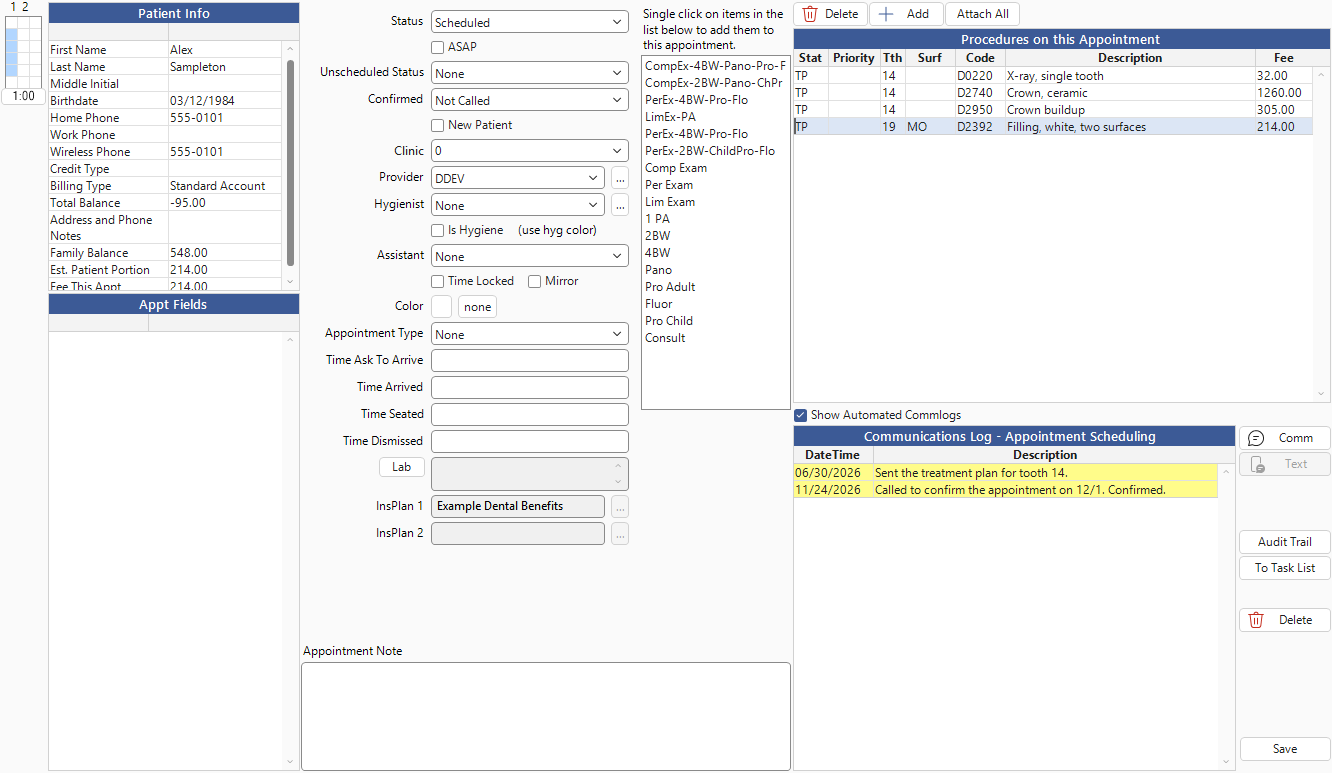 1 2
1:00
Patient Info
First Name Alex
Last Name Sampleton
Middle Initial
Birthdate 03/12/1984
Home Phone 555-0101
Work Phone
Wireless Phone 555-0101
Credit Type
Billing Type Standard Account
Total Balance -95.00
Address and Phone
Notes
Family Balance 548.00
Est. Patient Portion 214.00
Fee This Appt 214.00
Appt Fields
Status Scheduled
ASAP
Unscheduled Status None
Confirmed Not Called
New Patient
Clinic 0
Provider DDEV ...
Hygienist None ...
Is Hygiene (use hyg color)
Assistant None
Time Locked Mirror
Color none
Appointment Type None
Time Ask To Arrive
Time Arrived
Time Seated
Time Dismissed
Lab
InsPlan 1 Example Dental Benefits ...
InsPlan 2 ...
Appointment Note
Single click on items in the
list below to add them to
this appointment.
CompEx-4BW-Pano-Pro-F
CompEx-2BW-Pano-ChPr
PerEx-4BW-Pro-Flo
LimEx-PA
PerEx-4BW-Pro-Flo
PerEx-2BW-ChildPro-Flo
Comp Exam
Per Exam
Lim Exam
1 PA
2BW
4BW
Pano
Pro Adult
Fluor
Pro Child
Consult
Delete Add Attach All
Procedures on this Appointment
Stat Priority Tth Surf Code Description Fee
TP 14 D0220 X-ray, single tooth 32.00
TP 14 D2740 Crown, ceramic 1260.00
TP 14 D2950 Crown buildup 305.00
TP 19 MO D2392 Filling, white, two surfaces 214.00
Show Automated Commlogs
Communications Log - Appointment Scheduling
DateTime Description
06/30/2026 Sent the treatment plan for tooth 14.
11/24/2026 Called to confirm the appointment on 12/1. Confirmed.
Comm
Text
Audit Trail
To Task List
Delete
Save